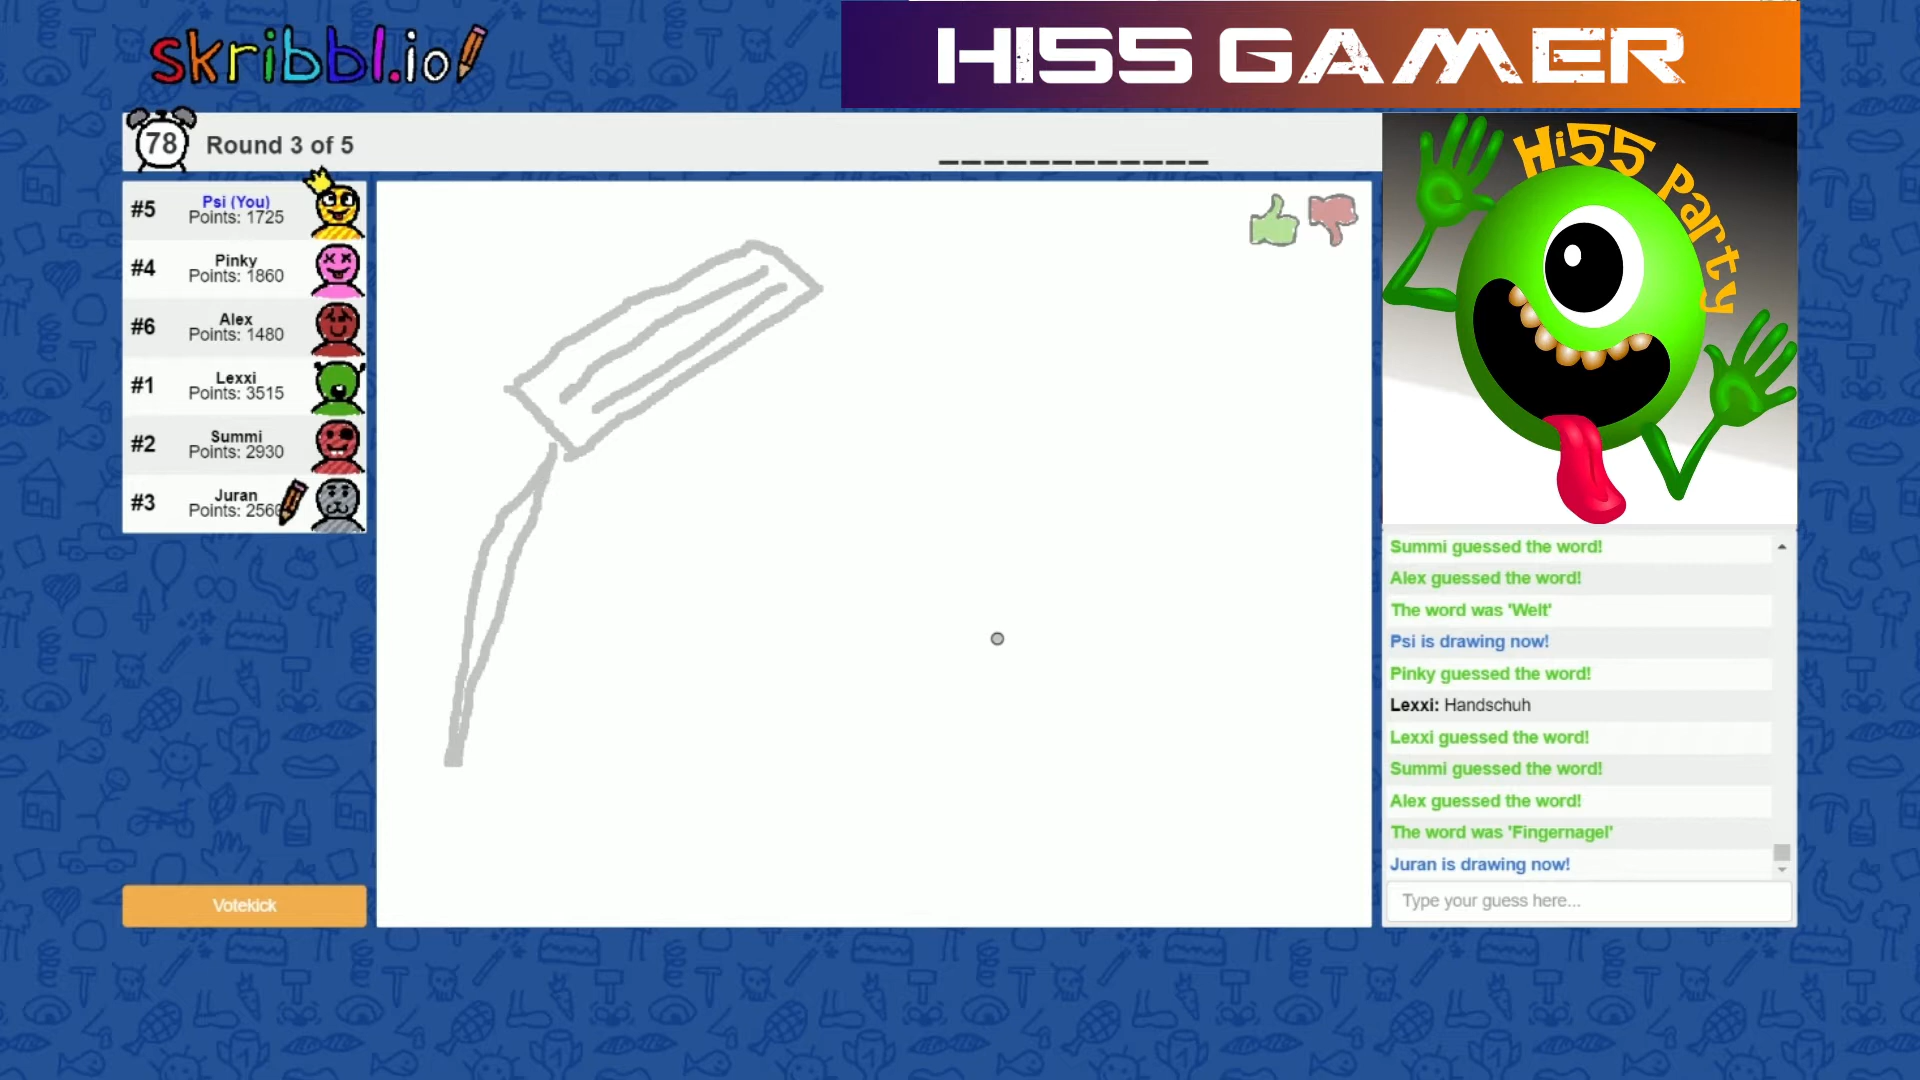 skribbl.io
HI55 GAMER
78
Round 3 of 5
____________
#5
Psi (You)
Points: 1725
#4
Pinky
Points: 1860
#6
Alex
Points: 1480
#1
Lexxi
Points: 3515
#2
Summi
Points: 2930
#3
Juran
Points: 2560
Votekick
Hi55 Party
Summi guessed the word!
Alex guessed the word!
The word was 'Welt'
Psi is drawing now!
Pinky guessed the word!
Lexxi: Handschuh
Lexxi guessed the word!
Summi guessed the word!
Alex guessed the word!
The word was 'Fingernagel'
Juran is drawing now!
Type your guess here...